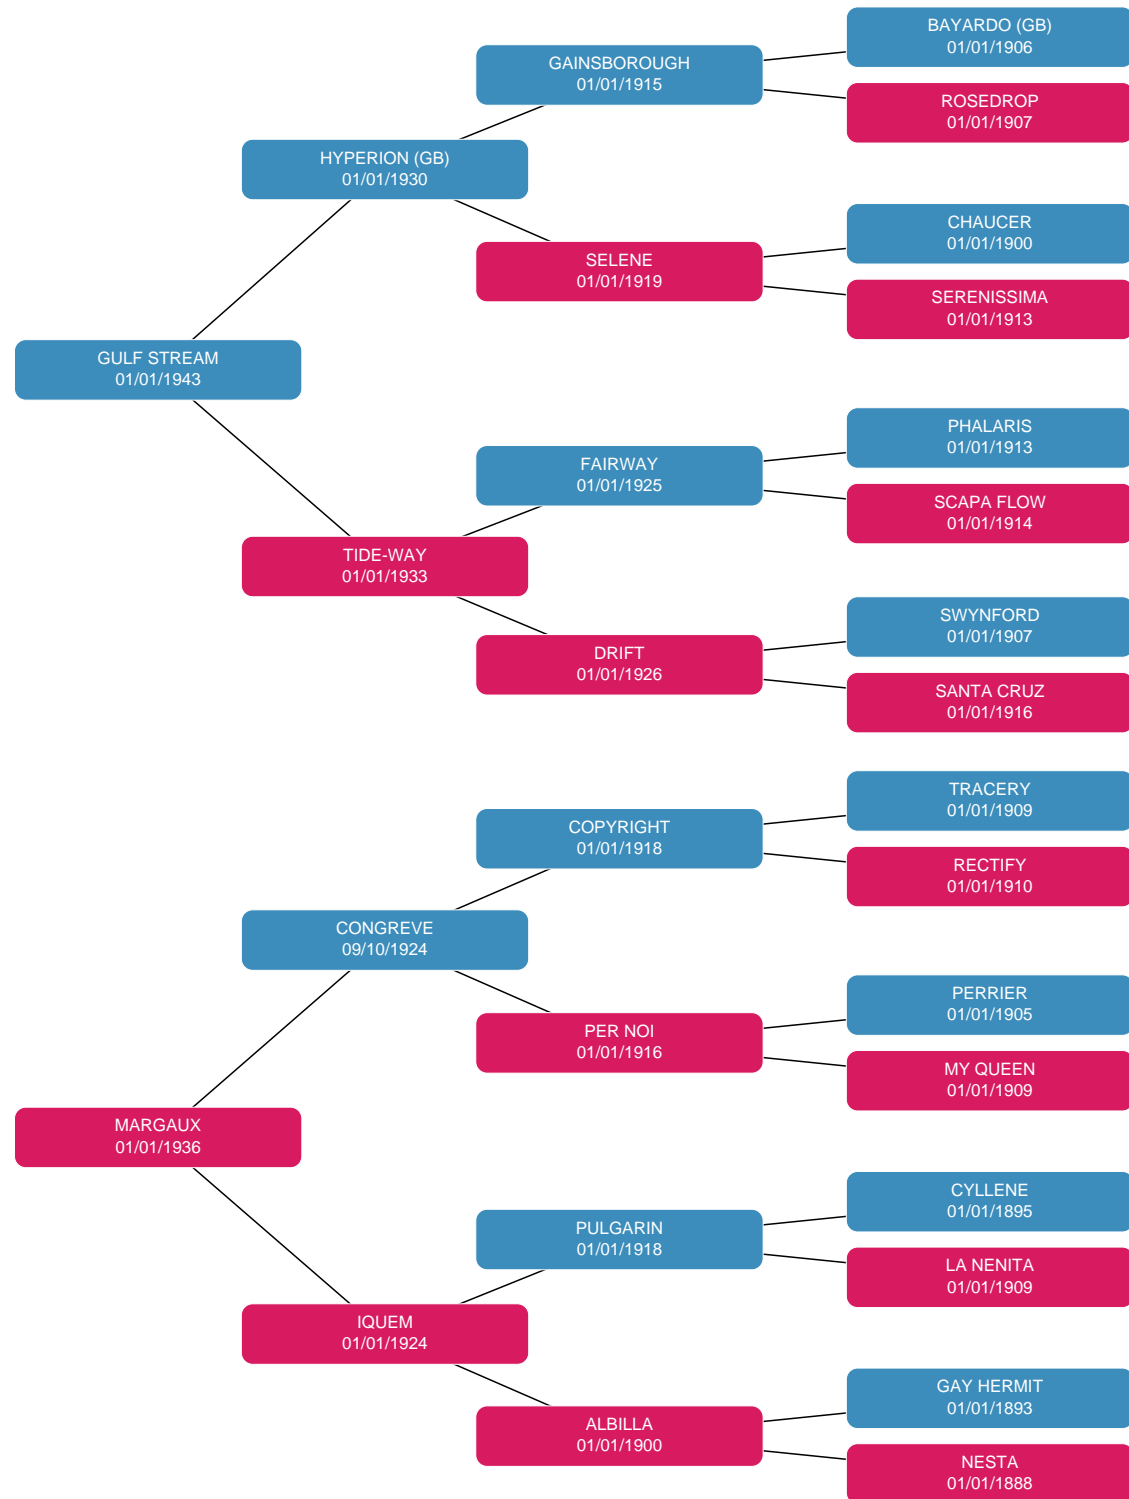 BAYARDO (GB)
01/01/1906
GAINSBOROUGH
01/01/1915
ROSEDROP
01/01/1907
HYPERION (GB)
01/01/1930
CHAUCER
01/01/1900
SELENE
01/01/1919
SERENISSIMA
01/01/1913
GULF STREAM
01/01/1943
PHALARIS
01/01/1913
FAIRWAY
01/01/1925
SCAPA FLOW
01/01/1914
TIDE-WAY
01/01/1933
SWYNFORD
01/01/1907
DRIFT
01/01/1926
SANTA CRUZ
01/01/1916
TRACERY
01/01/1909
COPYRIGHT
01/01/1918
RECTIFY
01/01/1910
CONGREVE
09/10/1924
PERRIER
01/01/1905
PER NOI
01/01/1916
MY QUEEN
01/01/1909
MARGAUX
01/01/1936
CYLLENE
01/01/1895
PULGARIN
01/01/1918
LA NENITA
01/01/1909
IQUEM
01/01/1924
GAY HERMIT
01/01/1893
ALBILLA
01/01/1900
NESTA
01/01/1888